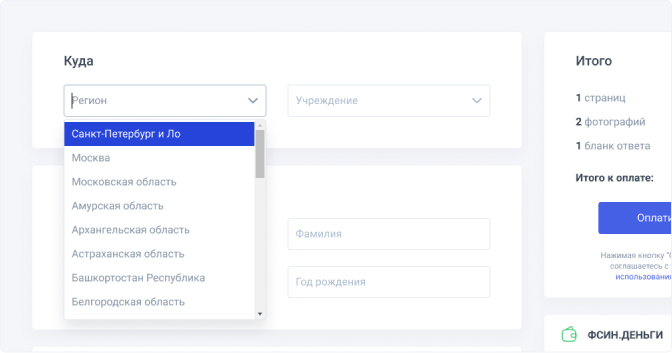 Куда
Регион
Учреждение
Санкт-Петербург и Ло
Москва
Московская область
Амурская область
Архангельская область
Астраханская область
Башкортостан Республика
Белгородская область
Фамилия
Год рождения
Итого
1 страниц
2 фотографий
1 бланк ответа
Итого к оплате:
Оплати
Нажимая кнопку "О
соглашаетесь с
использовани
ФСИН.ДЕНЬГИ